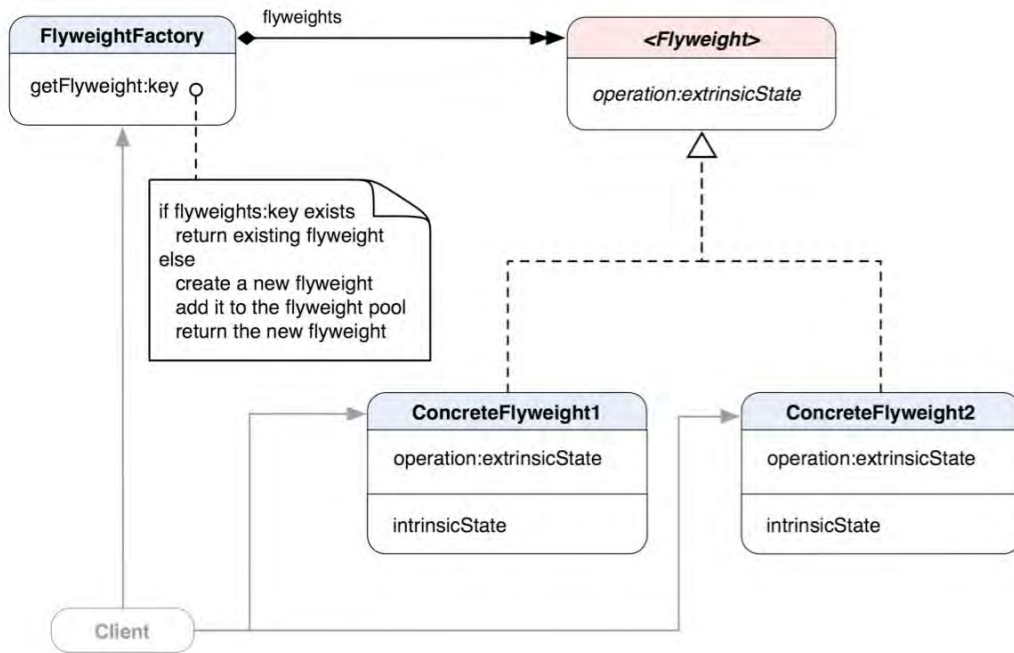 flyweights
FlyweightFactory
getFlyweight:key
<Flyweight>
operation:extrinsicState
if flyweights:key exists
return existing flyweight
else
create a new flyweight
add it to the flyweight pool
return the new flyweight
ConcreteFlyweight1
operation:extrinsicState
intrinsicState
ConcreteFlyweight2
operation:extrinsicState
intrinsicState
Client